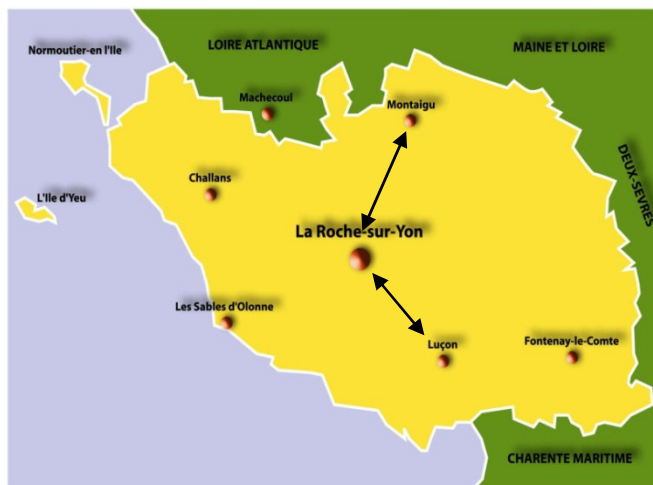 LOIRE ATLANTIQUE
MAINE ET LOIRE
Normoutier-en l'Ile
Machecoul
Montaigu
DEUX-SEVRES
Challans
L'Ile d'Yeu
La Roche-sur-Yon
Les Sables d'Olonne
Luçon
Fontenay-le-Comte
CHARENTE MARITIME